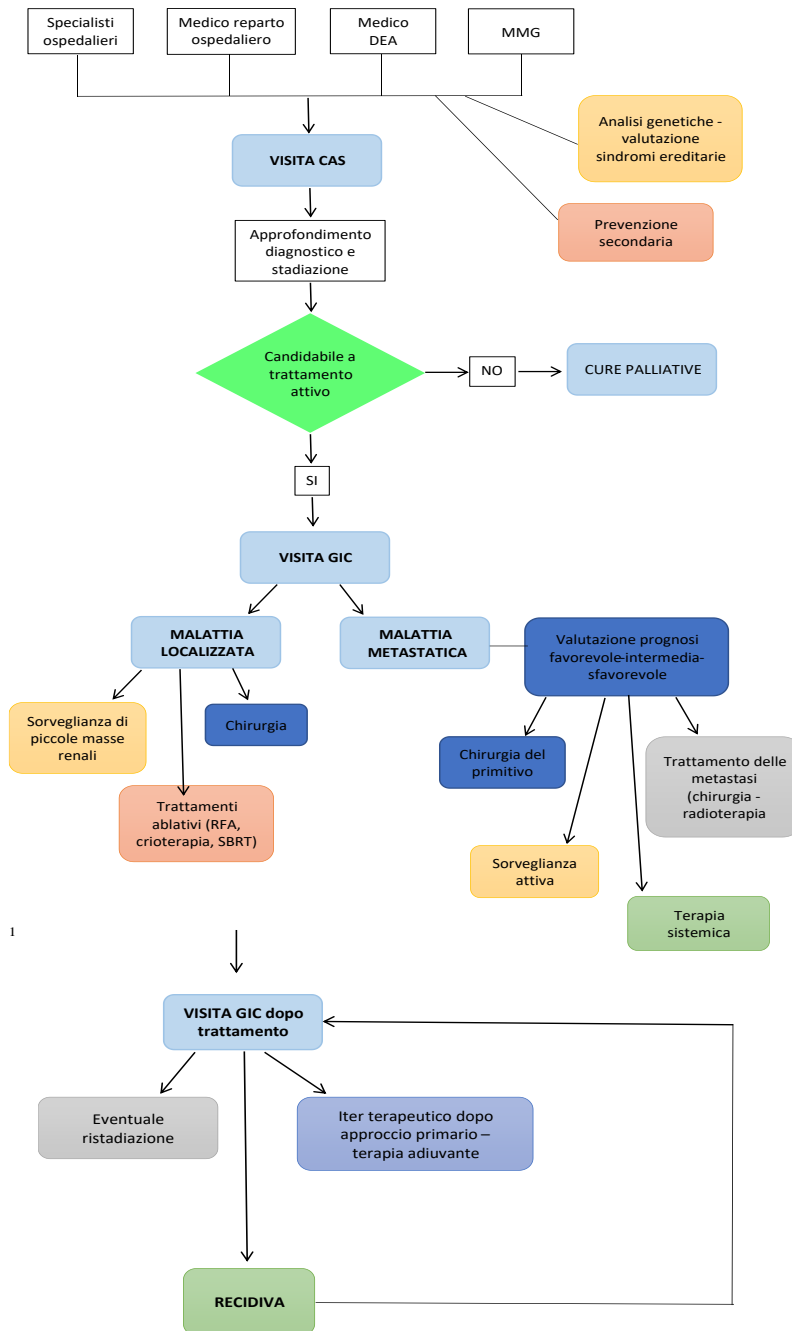 Specialisti
ospedalieri
Medico reparto
ospedaliero
Medico
DEA
MMG
Analisi genetiche -
valutazione
sindromi ereditarie
VISITA CAS
Prevenzione
secondaria
Approfondimento
diagnostico e
stadiazione
Candidabile a
trattamento
attivo
NO
CURE PALLIATIVE
SI
VISITA GIC
MALATTIA
LOCALIZZATA
MALATTIA
METASTATICA
Valutazione prognosi
favorevole-intermedia-
sfavorevole
Sorveglianza di
piccole masse
renali
Chirurgia
Chirurgia del
primitivo
Trattamento delle
metastasi
(chirurgia -
radioterapia
Trattamenti
ablativi (RFA,
crioterapia, SBRT)
Sorveglianza
attiva
Terapia
sistemica
1
VISITA GIC dopo
trattamento
Eventuale
ristadiazione
Iter terapeutico dopo
approccio primario –
terapia adiuvante
RECIDIVA